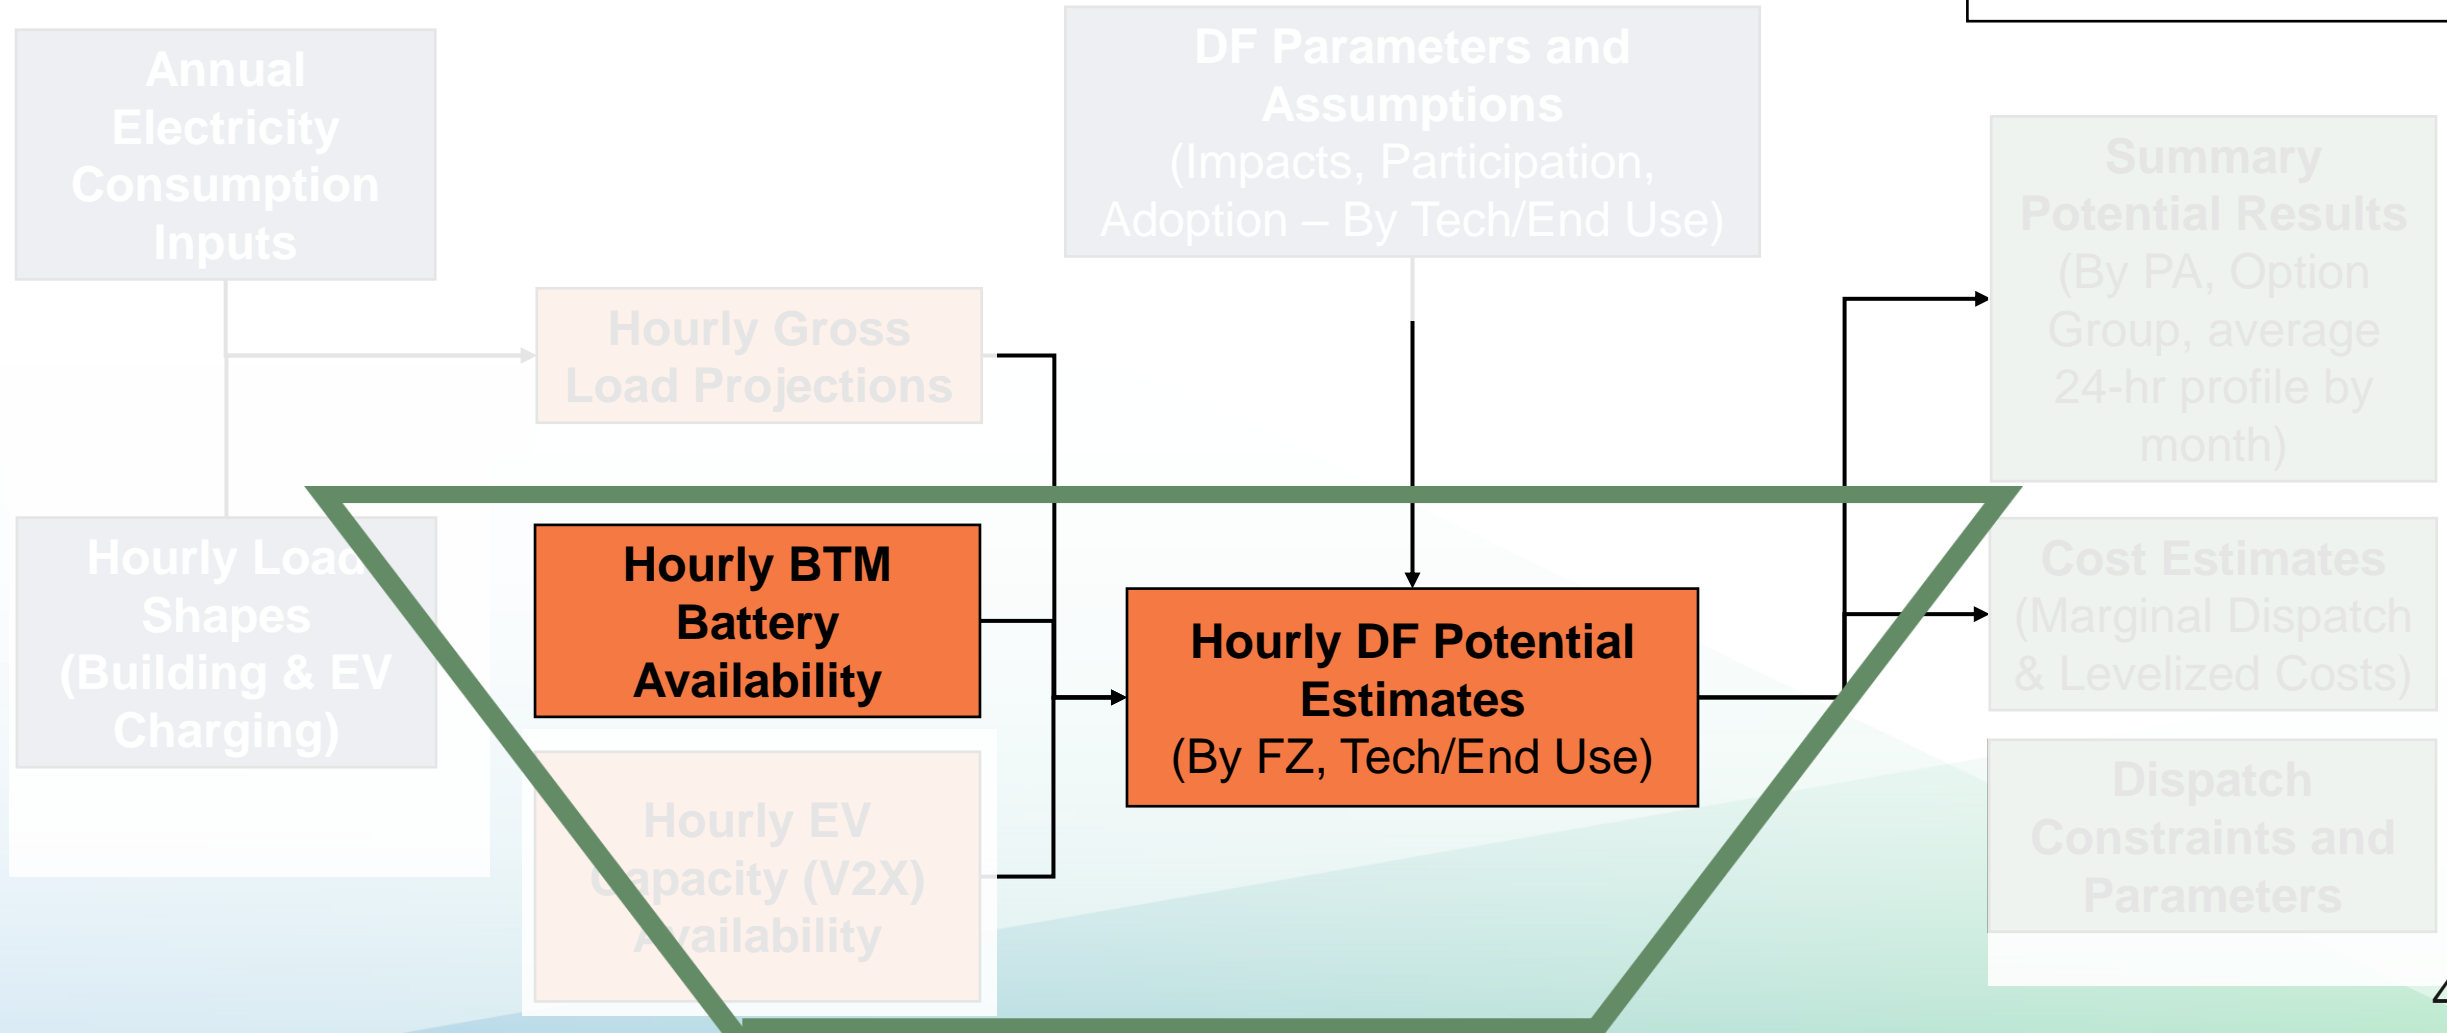 Annual
Electricity
Consumption
Inputs
DF Parameters and
Assumptions
(Impacts, Participation,
Adoption – By Tech/End Use)
Summary
Potential Results
(By PA, Option
Group, average
24-hr profile by
month)
Hourly Gross
Load Projections
Hourly Load
Shapes
(Building & EV
Charging)
Hourly BTM
Battery
Availability
Hourly DF Potential
Estimates
(By FZ, Tech/End Use)
Cost Estimates
(Marginal Dispatch
& Levelized Costs)
Hourly EV
Capacity (V2X)
Availability
Dispatch
Constraints and
Parameters